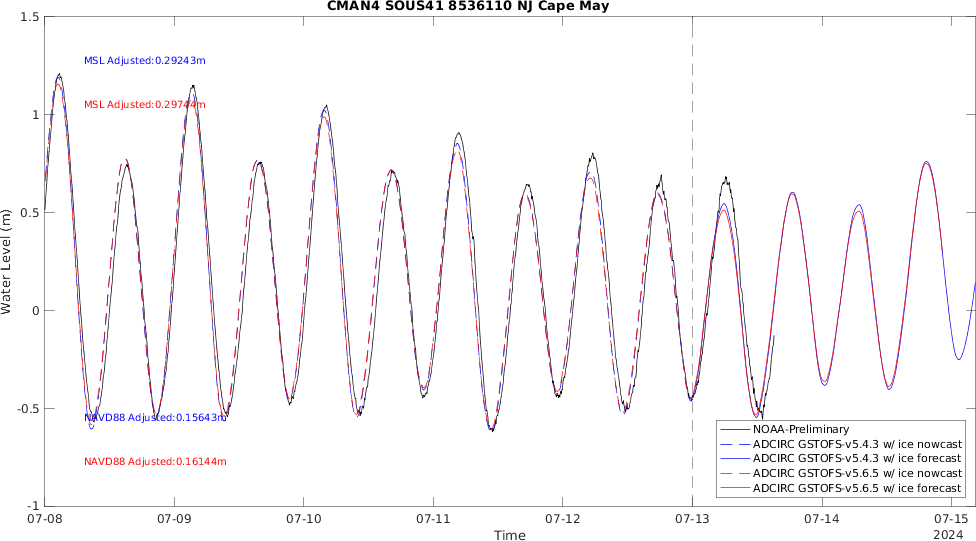 CMAN4 SOUS41 8536110 NJ Cape May
1.5
1
0.5
0
-0.5
-1
Water Level (m)
MSL Adjusted:0.29243m
MSL Adjusted:0.29744m
NAVD88 Adjusted:0.15643m
NAVD88 Adjusted:0.16144m
NOAA-Preliminary
ADCIRC GSTOFS-v5.4.3 w/ ice nowcast
ADCIRC GSTOFS-v5.4.3 w/ ice forecast
ADCIRC GSTOFS-v5.6.5 w/ ice nowcast
ADCIRC GSTOFS-v5.6.5 w/ ice forecast
07-08 07-09 07-10 07-11 07-12 07-13 07-14 07-15
Time
2024